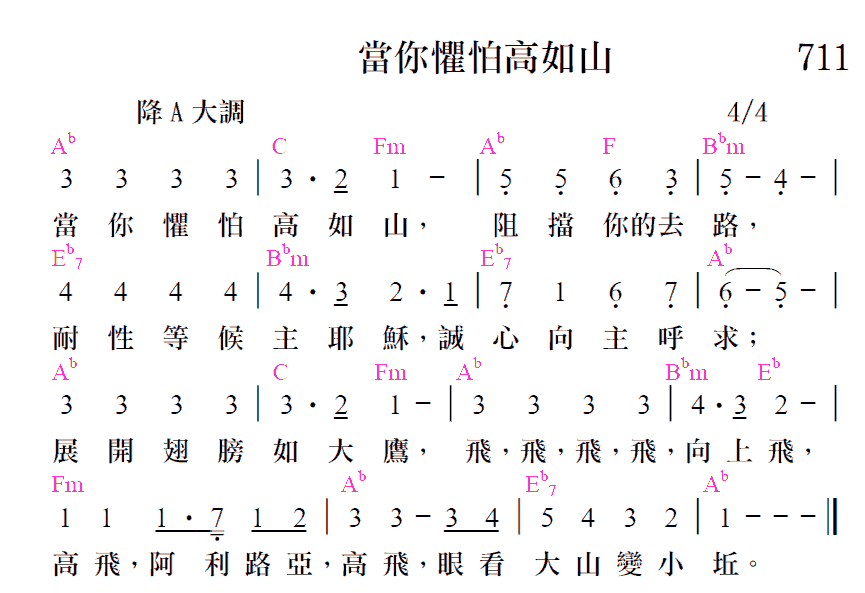 當你懼怕高如山 711
降 A 大調 4/4
A♭ C Fm A♭ F B♭m
3 3 3 3 | 3 • 2 1 － | 5 5 6 3 | 5 － 4 － |
當你懼怕高如山，阻擋你的去路，
E♭7 B♭m E♭7 A♭
4 4 4 4 | 4 • 3 2 • 1 | 7 1 6 7 | 6 － 5 － |
耐性等候主耶穌，誠心向主呼求；
A♭ C Fm A♭ B♭m E♭
3 3 3 3 | 3 • 2 1 － | 3 3 3 3 | 4 • 3 2 － |
展開翅膀如大鷹，飛，飛，飛，飛，向上飛，
Fm A♭ E♭7 A♭
1 1 1 • 7 1 2 | 3 3 － 3 4 | 5 4 3 2 | 1 － － － ||
高飛，阿利路亞，高飛，眼看大山變小坵。